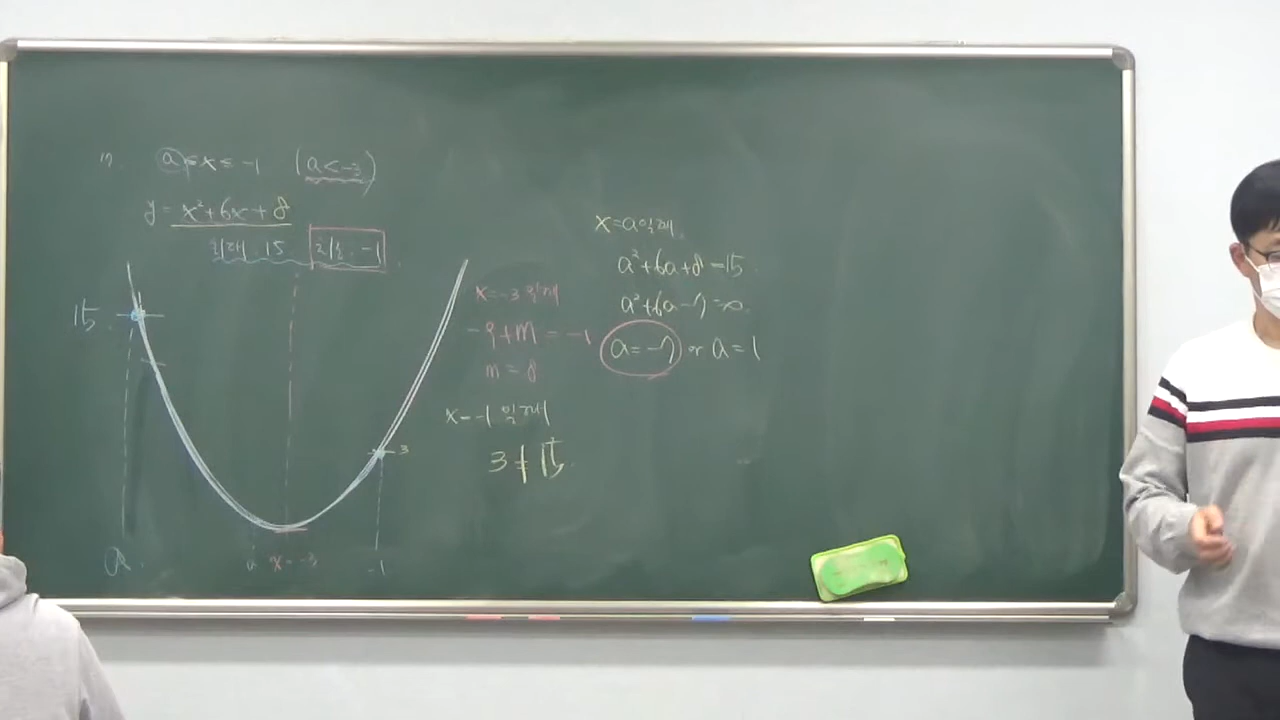 a ≤ x ≤ -1 (a < -3)
y = x² + 6x + 8
최대 : 15 최소 : -1
15
3
a
a x = -3
-1
x = -3 일 때
-9 + m = -1
m = 8
x = -1 일 때
3 ≠ 15
x = a일 때
a² + 6a + 8 = 15
a² + 6a - 7 = 0
a = -7 or a = 1